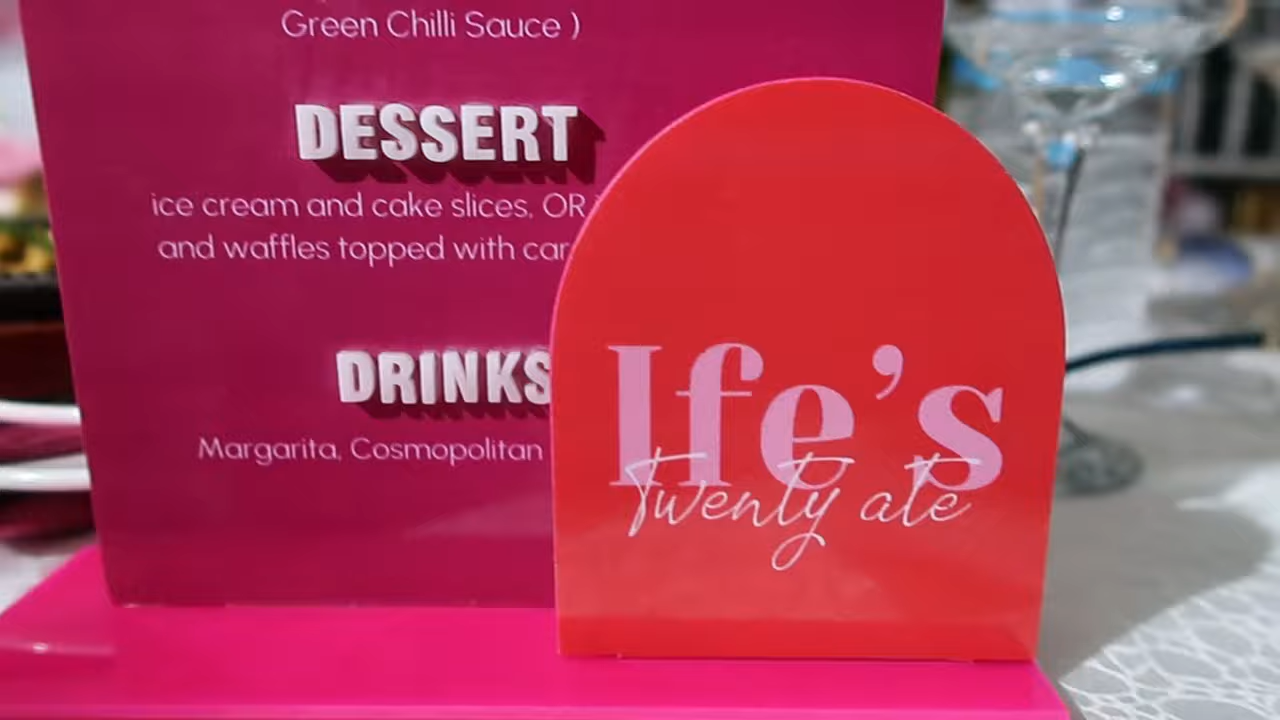 Green Chilli Sauce )
DESSERT
ice cream and cake slices, OR
and waffles topped with car
DRINKS
Margarita, Cosmopolitan
Ife's
Twenty ate